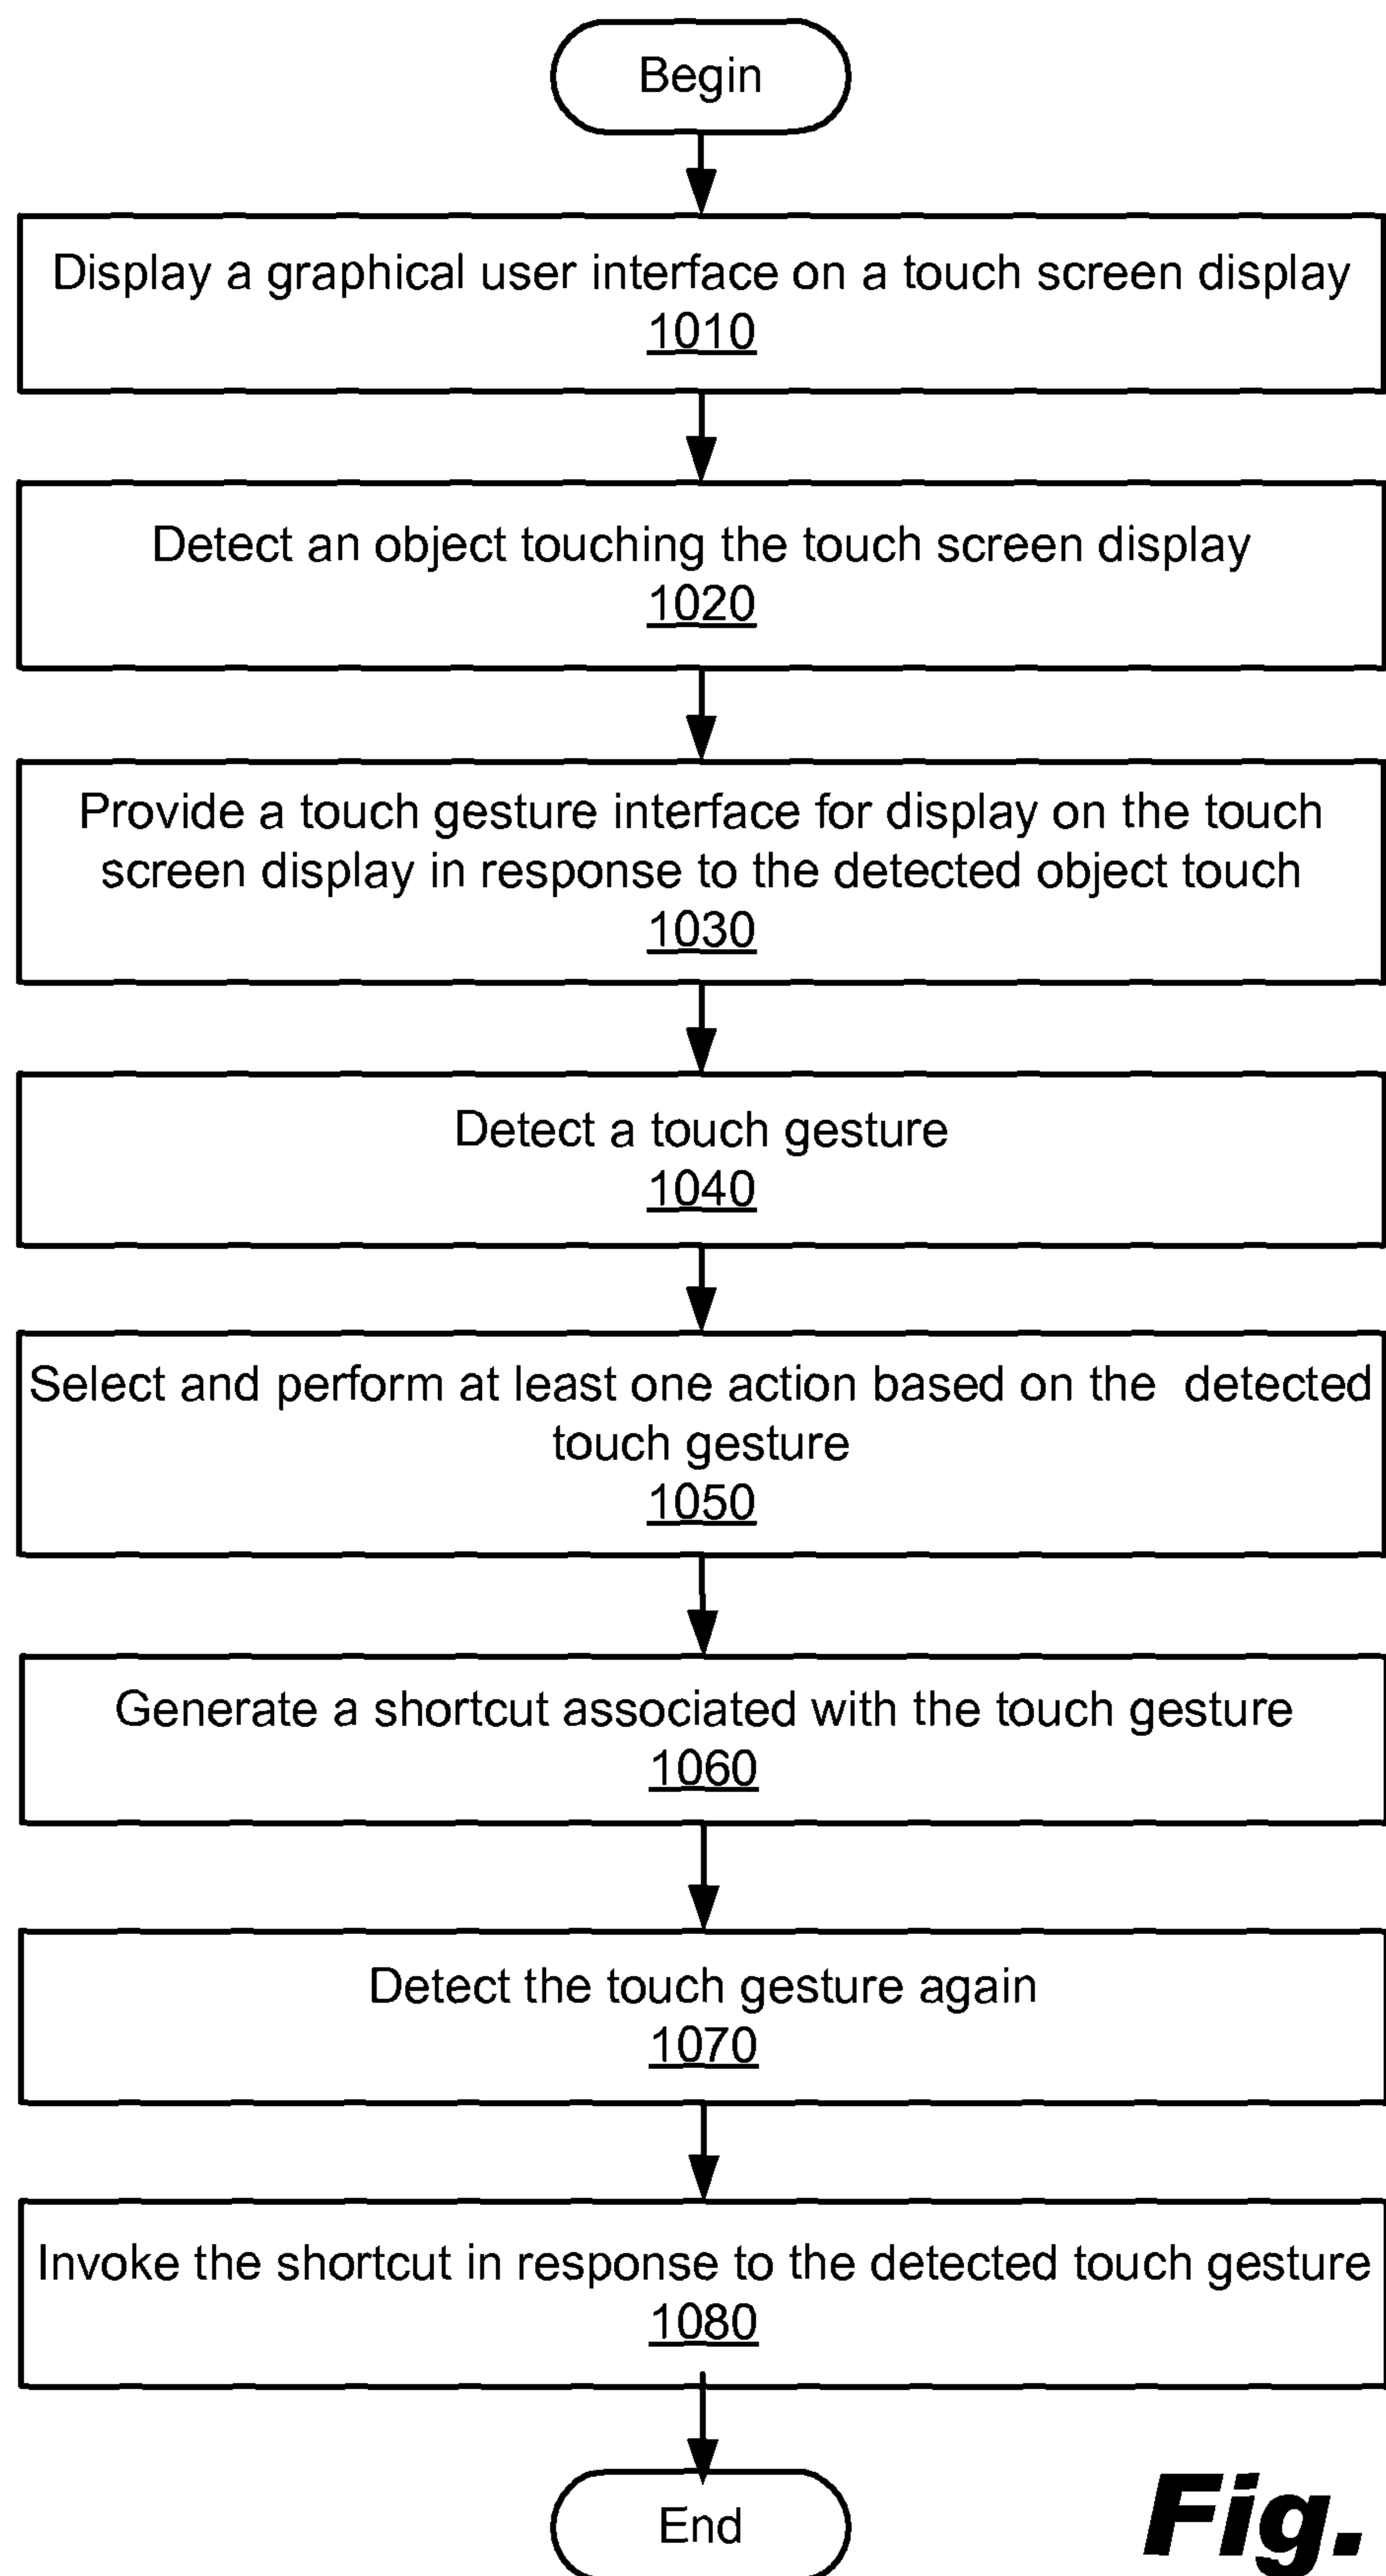 Begin
Display a graphical user interface on a touch screen display
1010
Detect an object touching the touch screen display
1020
Provide a touch gesture interface for display on the touch
screen display in response to the detected object touch
1030
Detect a touch gesture
1040
Select and perform at least one action based on the detected
touch gesture
1050
Generate a shortcut associated with the touch gesture
1060
Detect the touch gesture again
1070
Invoke the shortcut in response to the detected touch gesture
1080
End
Fig.